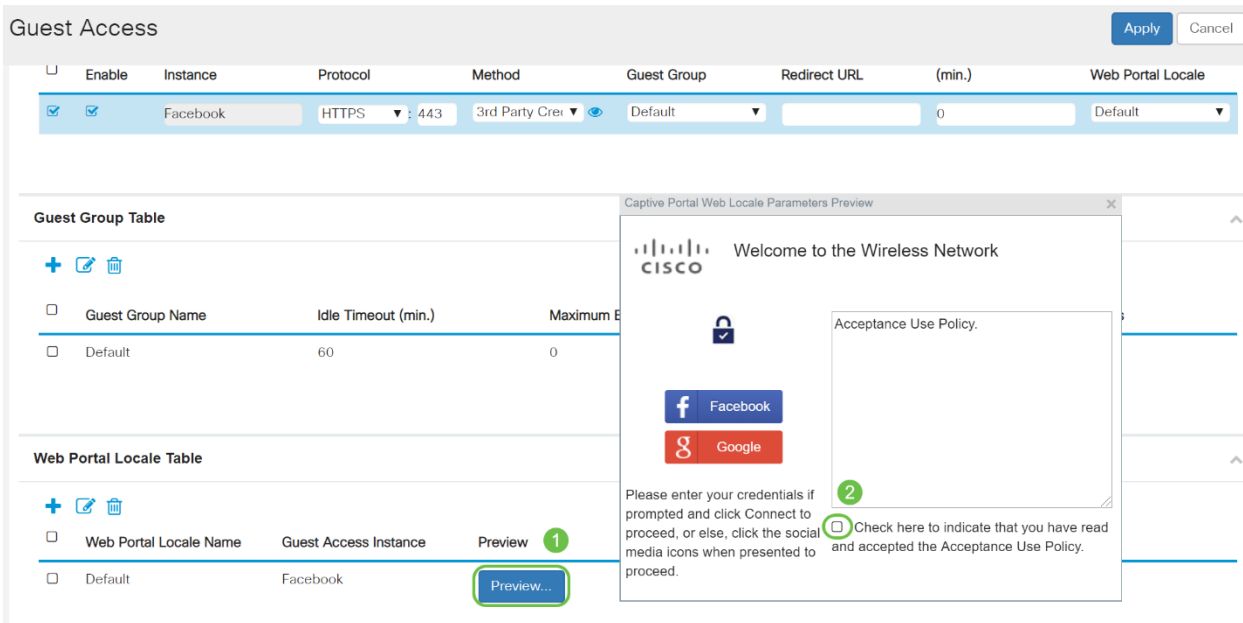 Guest Access
Apply
Cancel
Enable Instance Protocol Method Guest Group Redirect URL (min.) Web Portal Locale
Facebook HTTPS ▼ : 443 3rd Party Cre ▼ Default ▼ 0 Default ▼
Guest Group Table
Guest Group Name Idle Timeout (min.) Maximum
Default 60 0
Web Portal Locale Table
Web Portal Locale Name Guest Access Instance Preview 1
Default Facebook Preview...
Captive Portal Web Locale Parameters Preview ×
CISCO
Welcome to the Wireless Network
Acceptance Use Policy.
f Facebook
g Google
Please enter your credentials if
prompted and click Connect to
proceed, or else, click the social
media icons when presented to
proceed.
2
Check here to indicate that you have read
and accepted the Acceptance Use Policy.